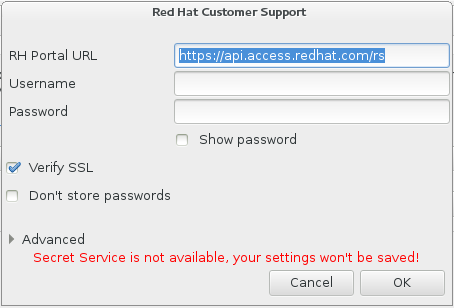 Red Hat Customer Support
RH Portal URL https://api.access.redhat.com/rs
Username
Password
Show password
Verify SSL
Don't store passwords
Advanced
Secret Service is not available, your settings won't be saved!
Cancel OK